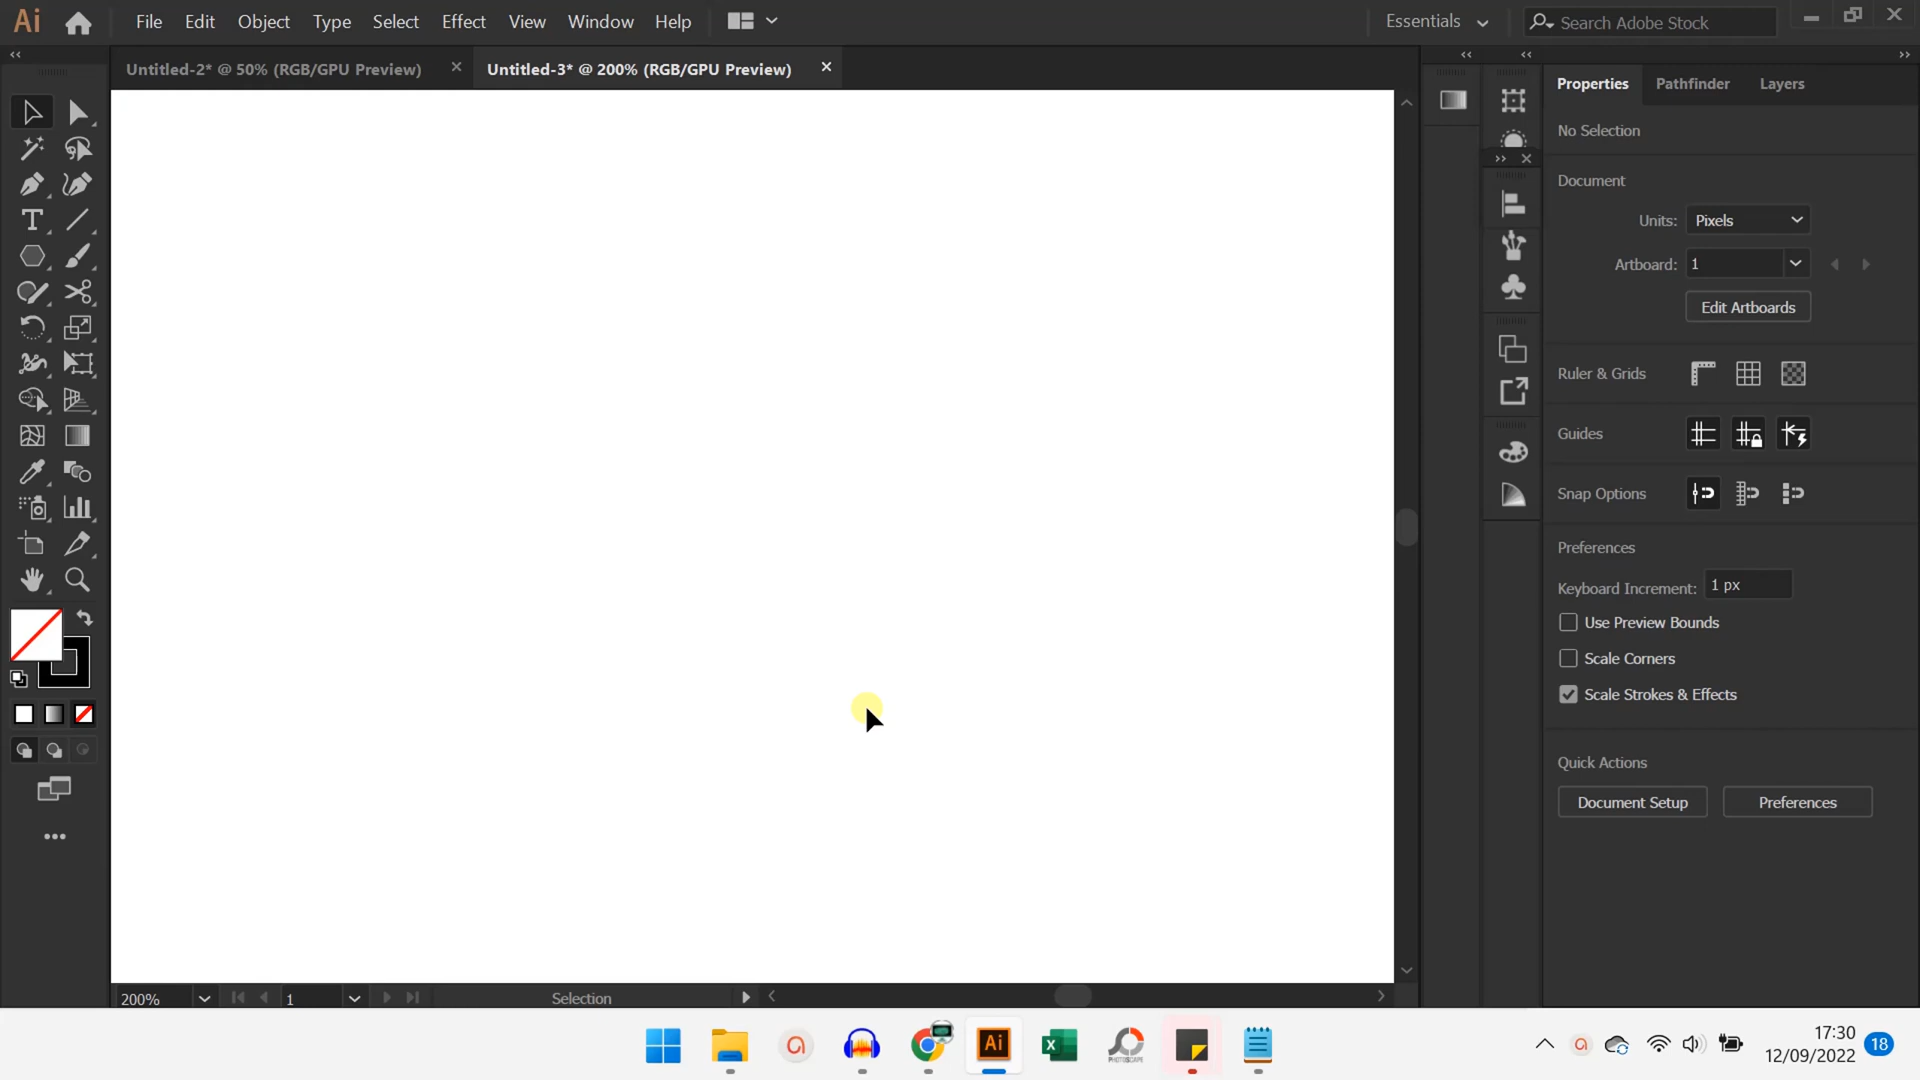 Ai File Edit Object Type Select Effect View Window Help Essentials Search Adobe Stock
Untitled-2* @ 50% (RGB/GPU Preview) Untitled-3* @ 200% (RGB/GPU Preview)
Properties Pathfinder Layers
No Selection
Document
Units: Pixels
Artboard: 1
Edit Artboards
Ruler & Grids
Guides
Snap Options
Preferences
Keyboard Increment: 1 px
Use Preview Bounds
Scale Corners
Scale Strokes & Effects
Quick Actions
Document Setup Preferences
200% 1 Selection
Ai
PHOTOSCAPE
17:30
12/09/2022 18